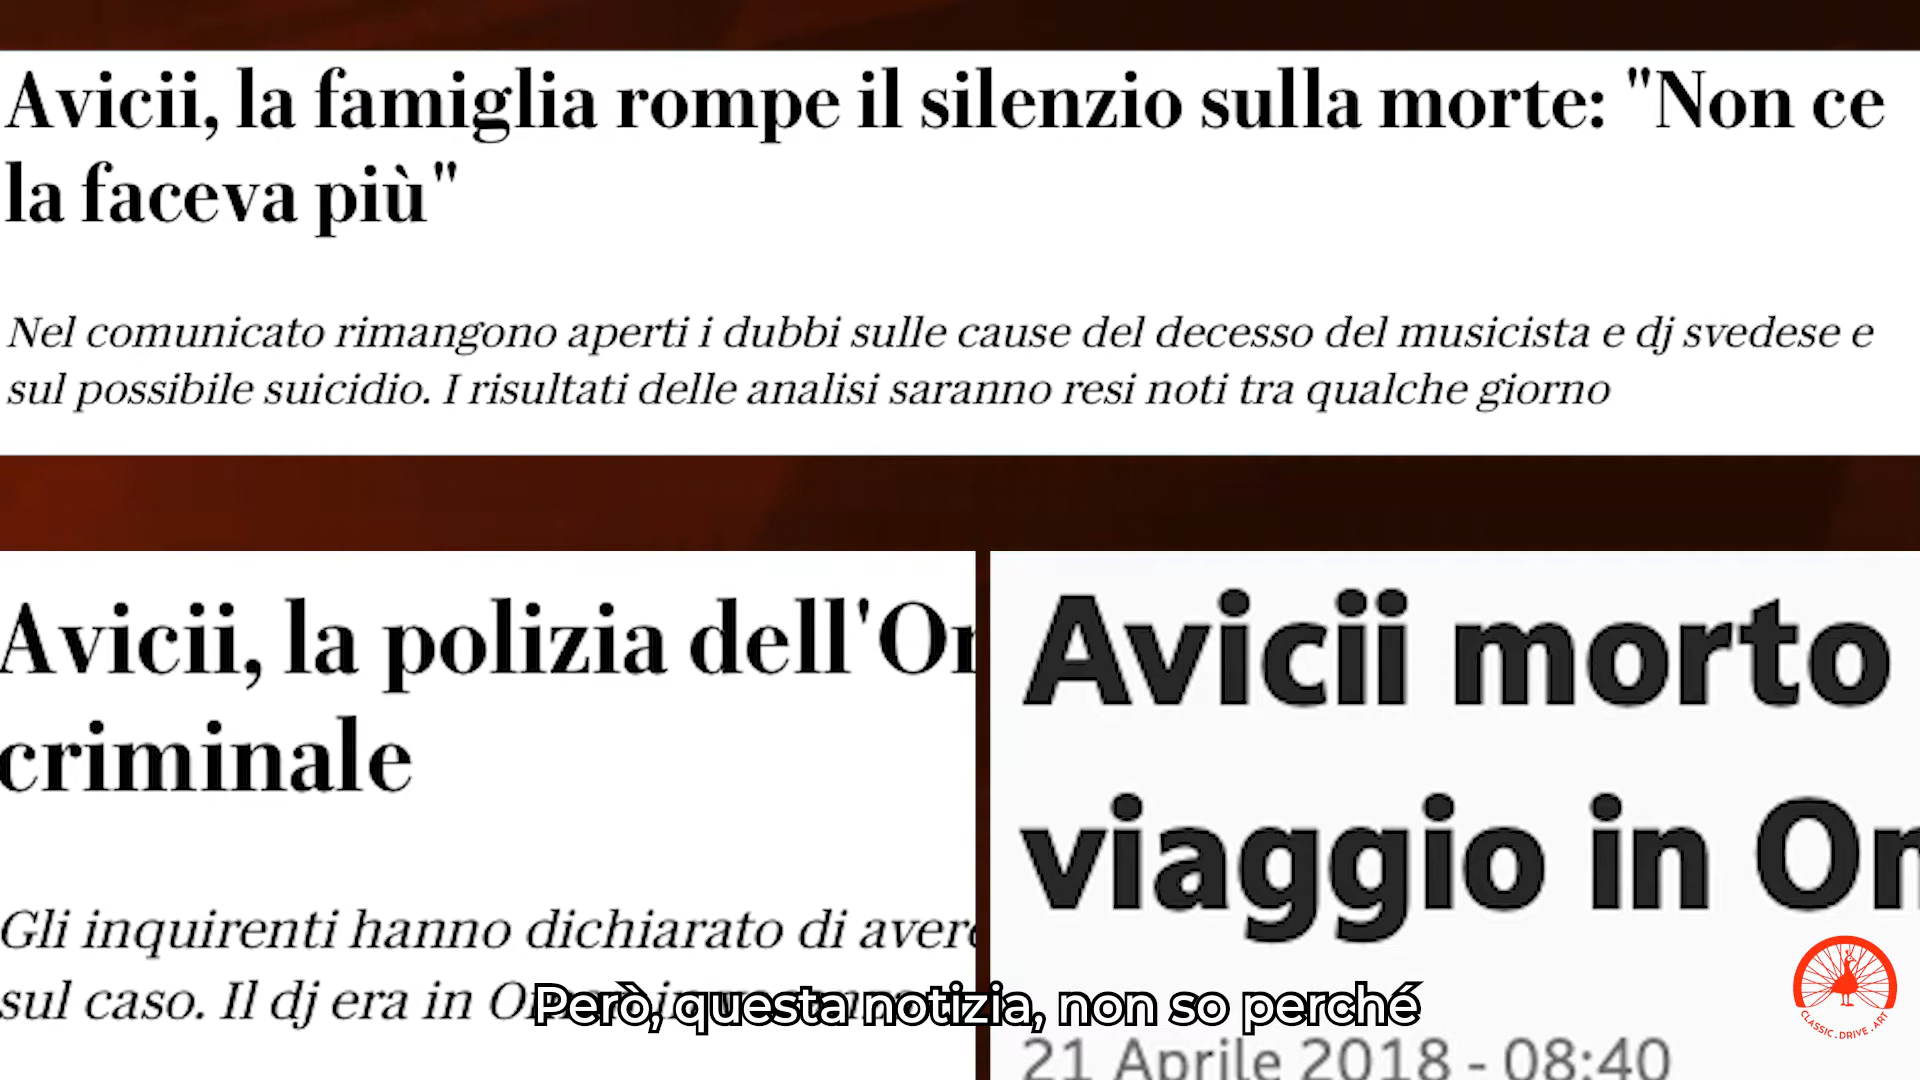 Avicii, la famiglia rompe il silenzio sulla morte: "Non ce
la faceva più"
Nel comunicato rimangono aperti i dubbi sulle cause del decesso del musicista e dj svedese e
sul possibile suicidio. I risultati delle analisi saranno resi noti tra qualche giorno
Avicii, la polizia dell'Or
criminale
Gli inquirenti hanno dichiarato di avere
sul caso. Il dj era in
Avicii morto
viaggio in
21 Aprile 2018 - 08:40
Però, questa notizia, non so perché
CLASSIC.DRIVE.ART